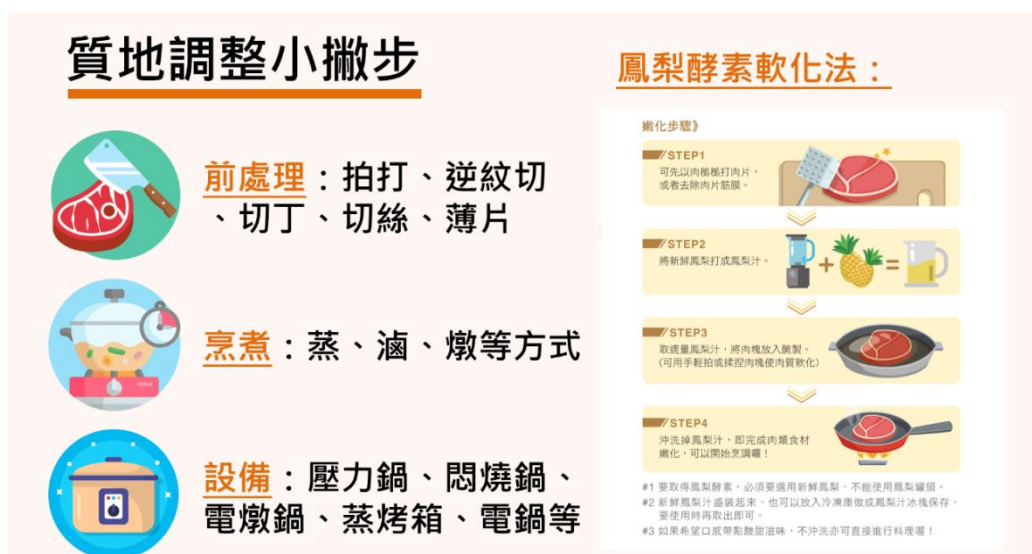 質地調整小撇步
前處理：拍打、逆紋切
、切丁、切絲、薄片
烹煮：蒸、滷、燉等方式
設備：壓力鍋、悶燒鍋、
電燉鍋、蒸烤箱、電鍋等
鳳梨酵素軟化法：
嫩化步驟》
STEP1
可先以肉槌槌打肉片，
或者去除肉片筋膜。
STEP2
將新鮮鳳梨打成鳳梨汁。
STEP3
取適量鳳梨汁，將肉塊放入醃製。
(可用手輕拍或揉捏肉塊使肉質軟化)
STEP4
沖洗掉鳳梨汁，即完成肉類食材
嫩化，可以開始烹調囉！
#1 要取得鳳梨酵素，必須要選用新鮮鳳梨，不能使用鳳梨罐頭。
#2 新鮮鳳梨汁盛裝起來，也可以放入冷凍庫做成鳳梨汁冰塊保存，
要使用時再取出即可。
#3 如果希望口感帶點酸甜滋味，不沖洗亦可直接進行料理喔！